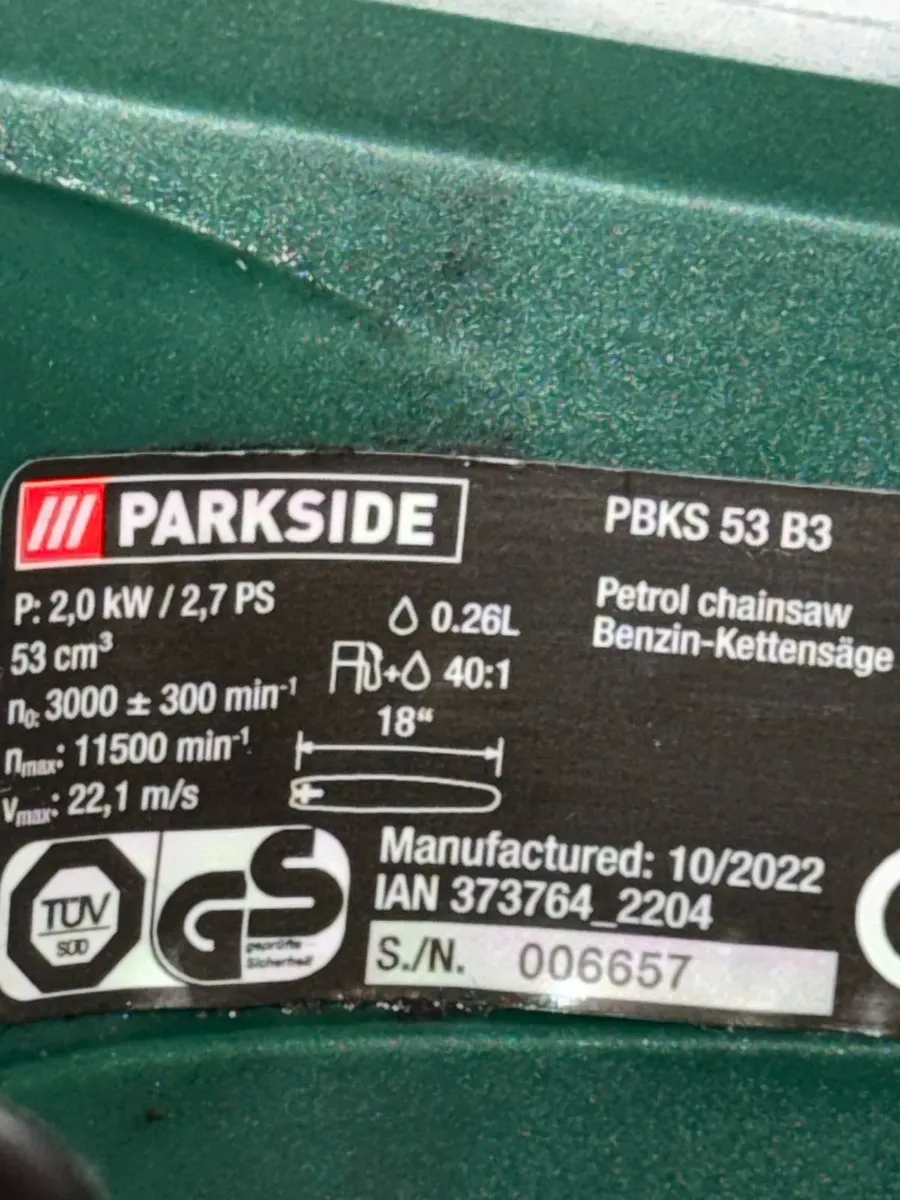 PARKSIDE
PBKS 53 B3
P: 2,0 kW / 2,7 PS
53 cm³
n₀: 3000 ± 300 min⁻¹
nmax: 11500 min⁻¹
vmax: 22,1 m/s
0.26L
+ 40:1
18“
Petrol chainsaw
Benzin-Kettensäge
TÜV
SÜD
GS
geprüfte
Sicherheit
Manufactured: 10/2022
IAN 373764_2204
S./N. 006657